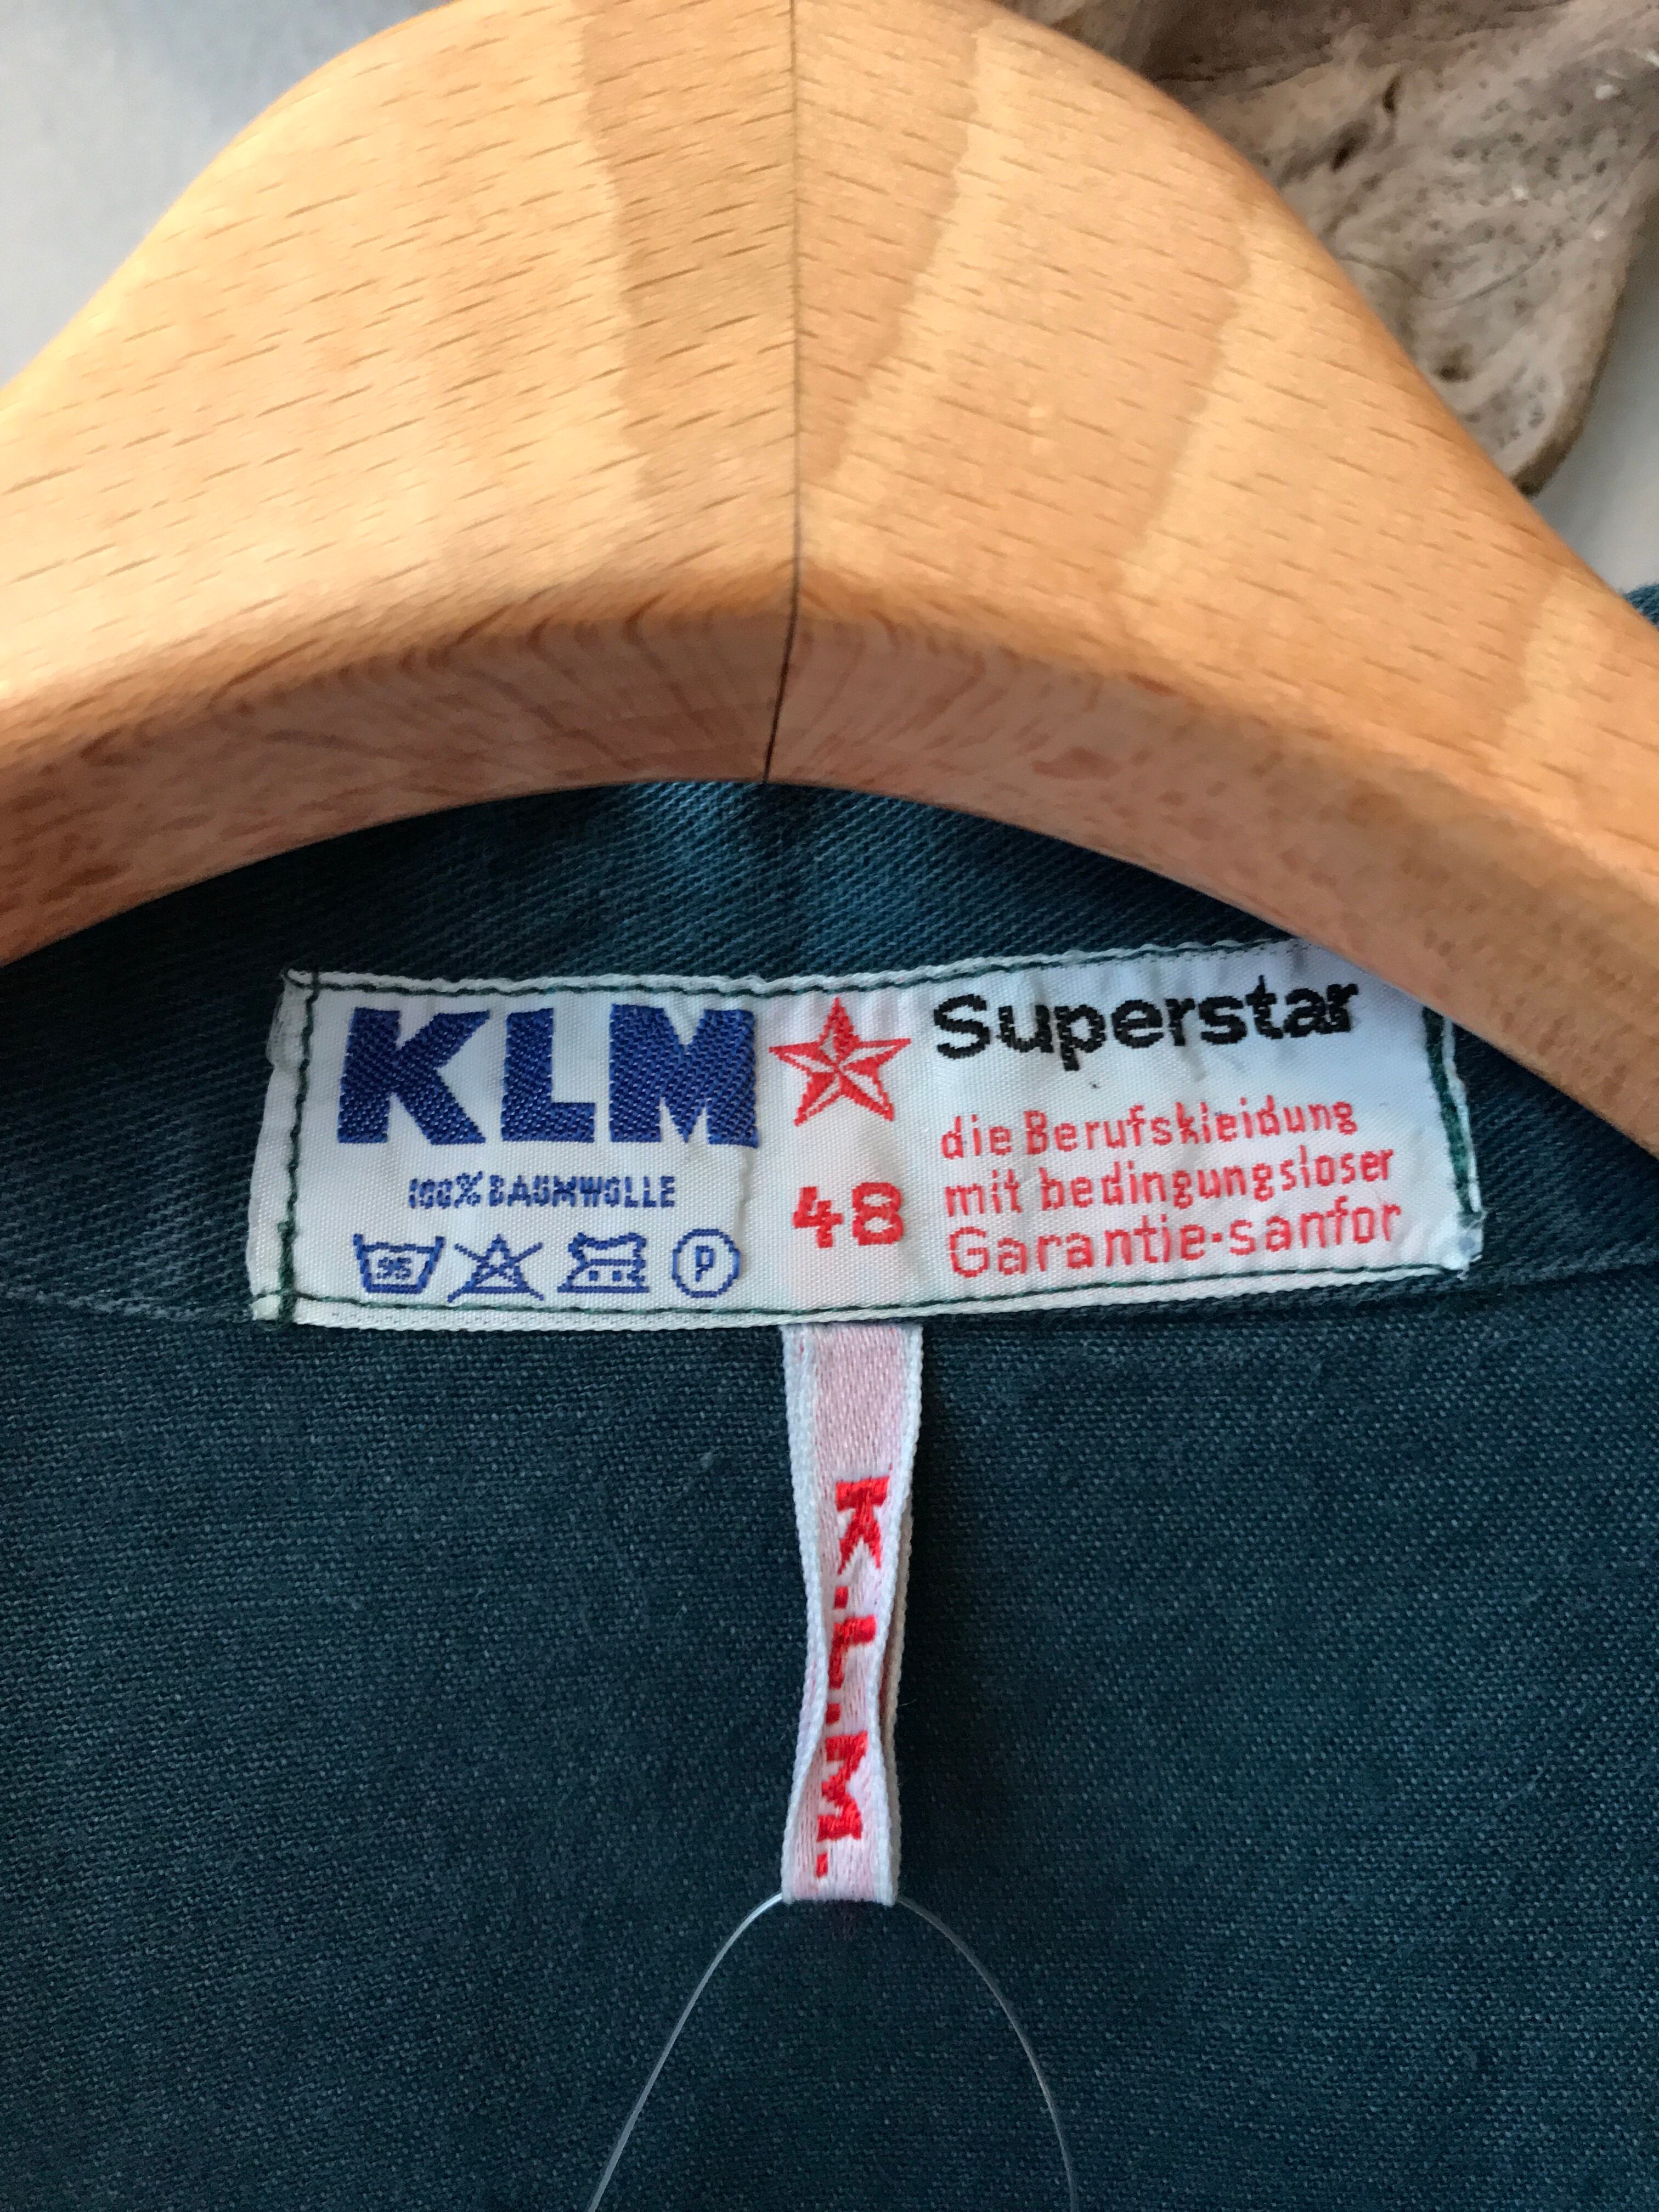 KLM
100% BAUMWOLLE
95
P
48
Superstar
die Berufskleidung
mit bedingungsloser
Garantie-sanfor
K.L.M.